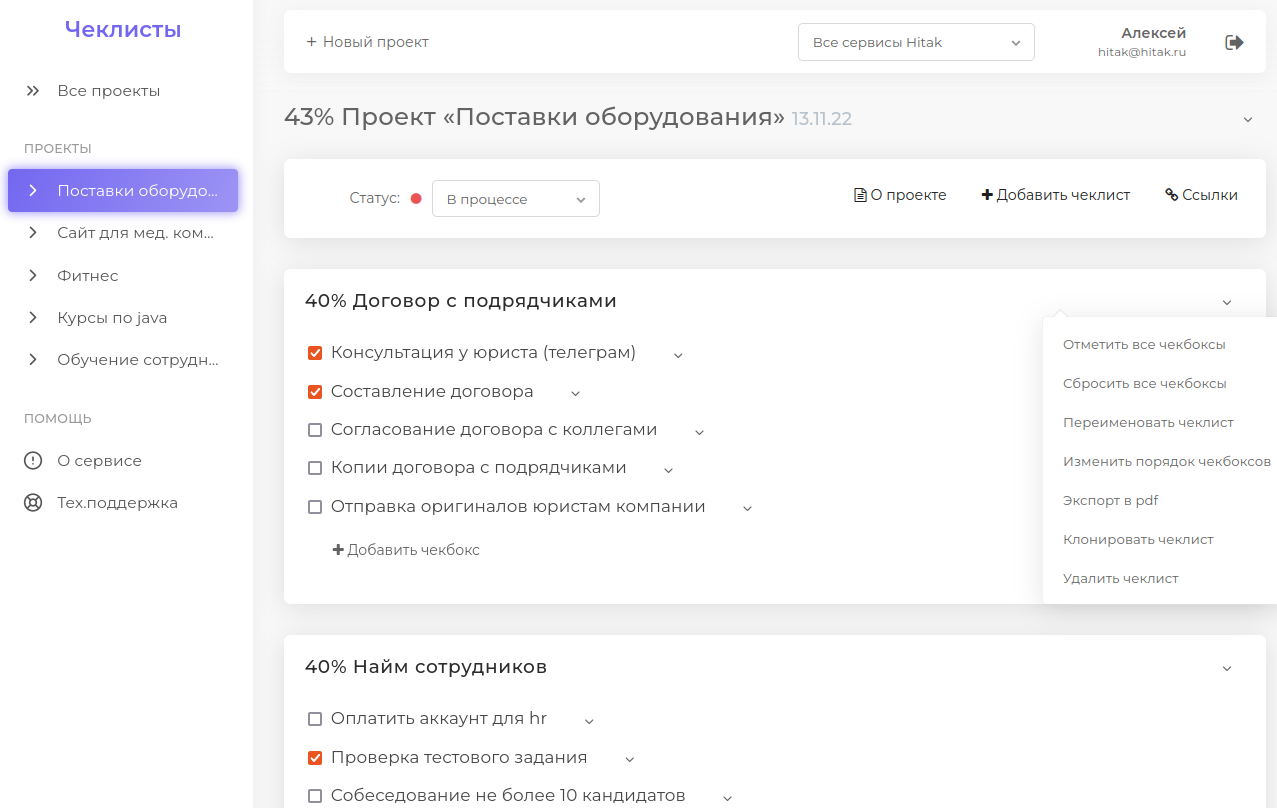 Чеклисты
Все проекты
ПРОЕКТЫ
Поставки оборудо...
Сайт для мед. ком...
Фитнес
Курсы по java
Обучение сотрудн...
ПОМОЩЬ
О сервисе
Тех.поддержка
+ Новый проект
Все сервисы Hitak
Алексей
hitak@hitak.ru
43% Проект «Поставки оборудования» 13.11.22
Статус:
В процессе
О проекте
Добавить чеклист
Ссылки
40% Договор с подрядчиками
Консультация у юриста (телеграм)
Составление договора
Согласование договора с коллегами
Копии договора с подрядчиками
Отправка оригиналов юристам компании
Добавить чекбокс
Отметить все чекбоксы
Сбросить все чекбоксы
Переименовать чеклист
Изменить порядок чекбоксов
Экспорт в pdf
Клонировать чеклист
Удалить чеклист
40% Найм сотрудников
Оплатить аккаунт для hr
Проверка тестового задания
Собеседование не более 10 кандидатов